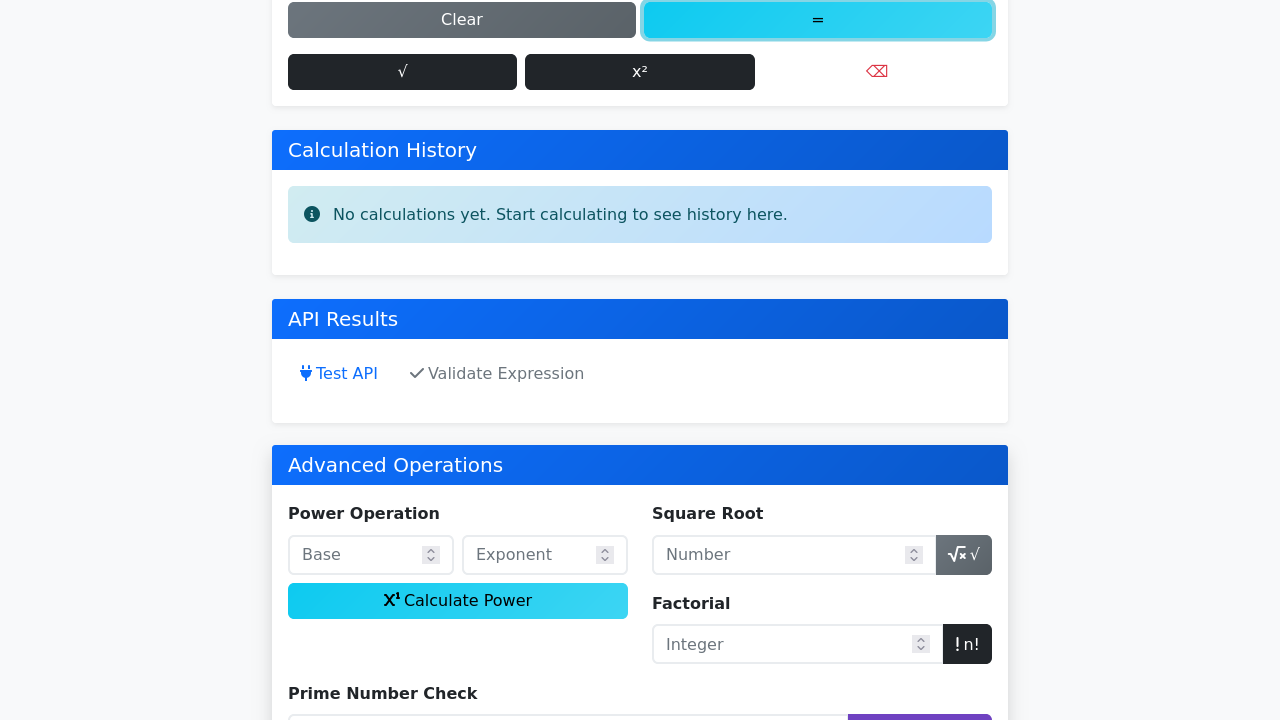 Clear
=
√
x²
⌫
Calculation History
No calculations yet. Start calculating to see history here.
API Results
Test API
Validate Expression
Advanced Operations
Power Operation
Base
Exponent
Calculate Power
Square Root
Number
√
Factorial
Integer
n!
Prime Number Check